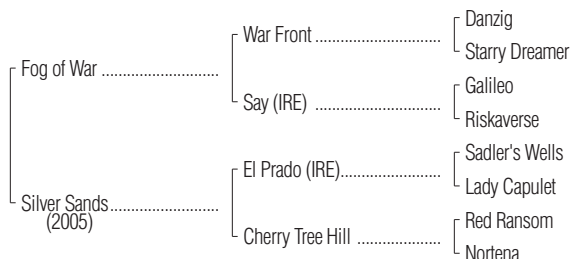 Danzig
War Front ..............................
Starry Dreamer
Fog of War ............................
Galileo
Say (IRE) ..............................
Riskaverse
Sadler's Wells
El Prado (IRE)........................
Lady Capulet
Silver Sands..........................
(2005)
Red Ransom
Cherry Tree Hill ....................
Nortena